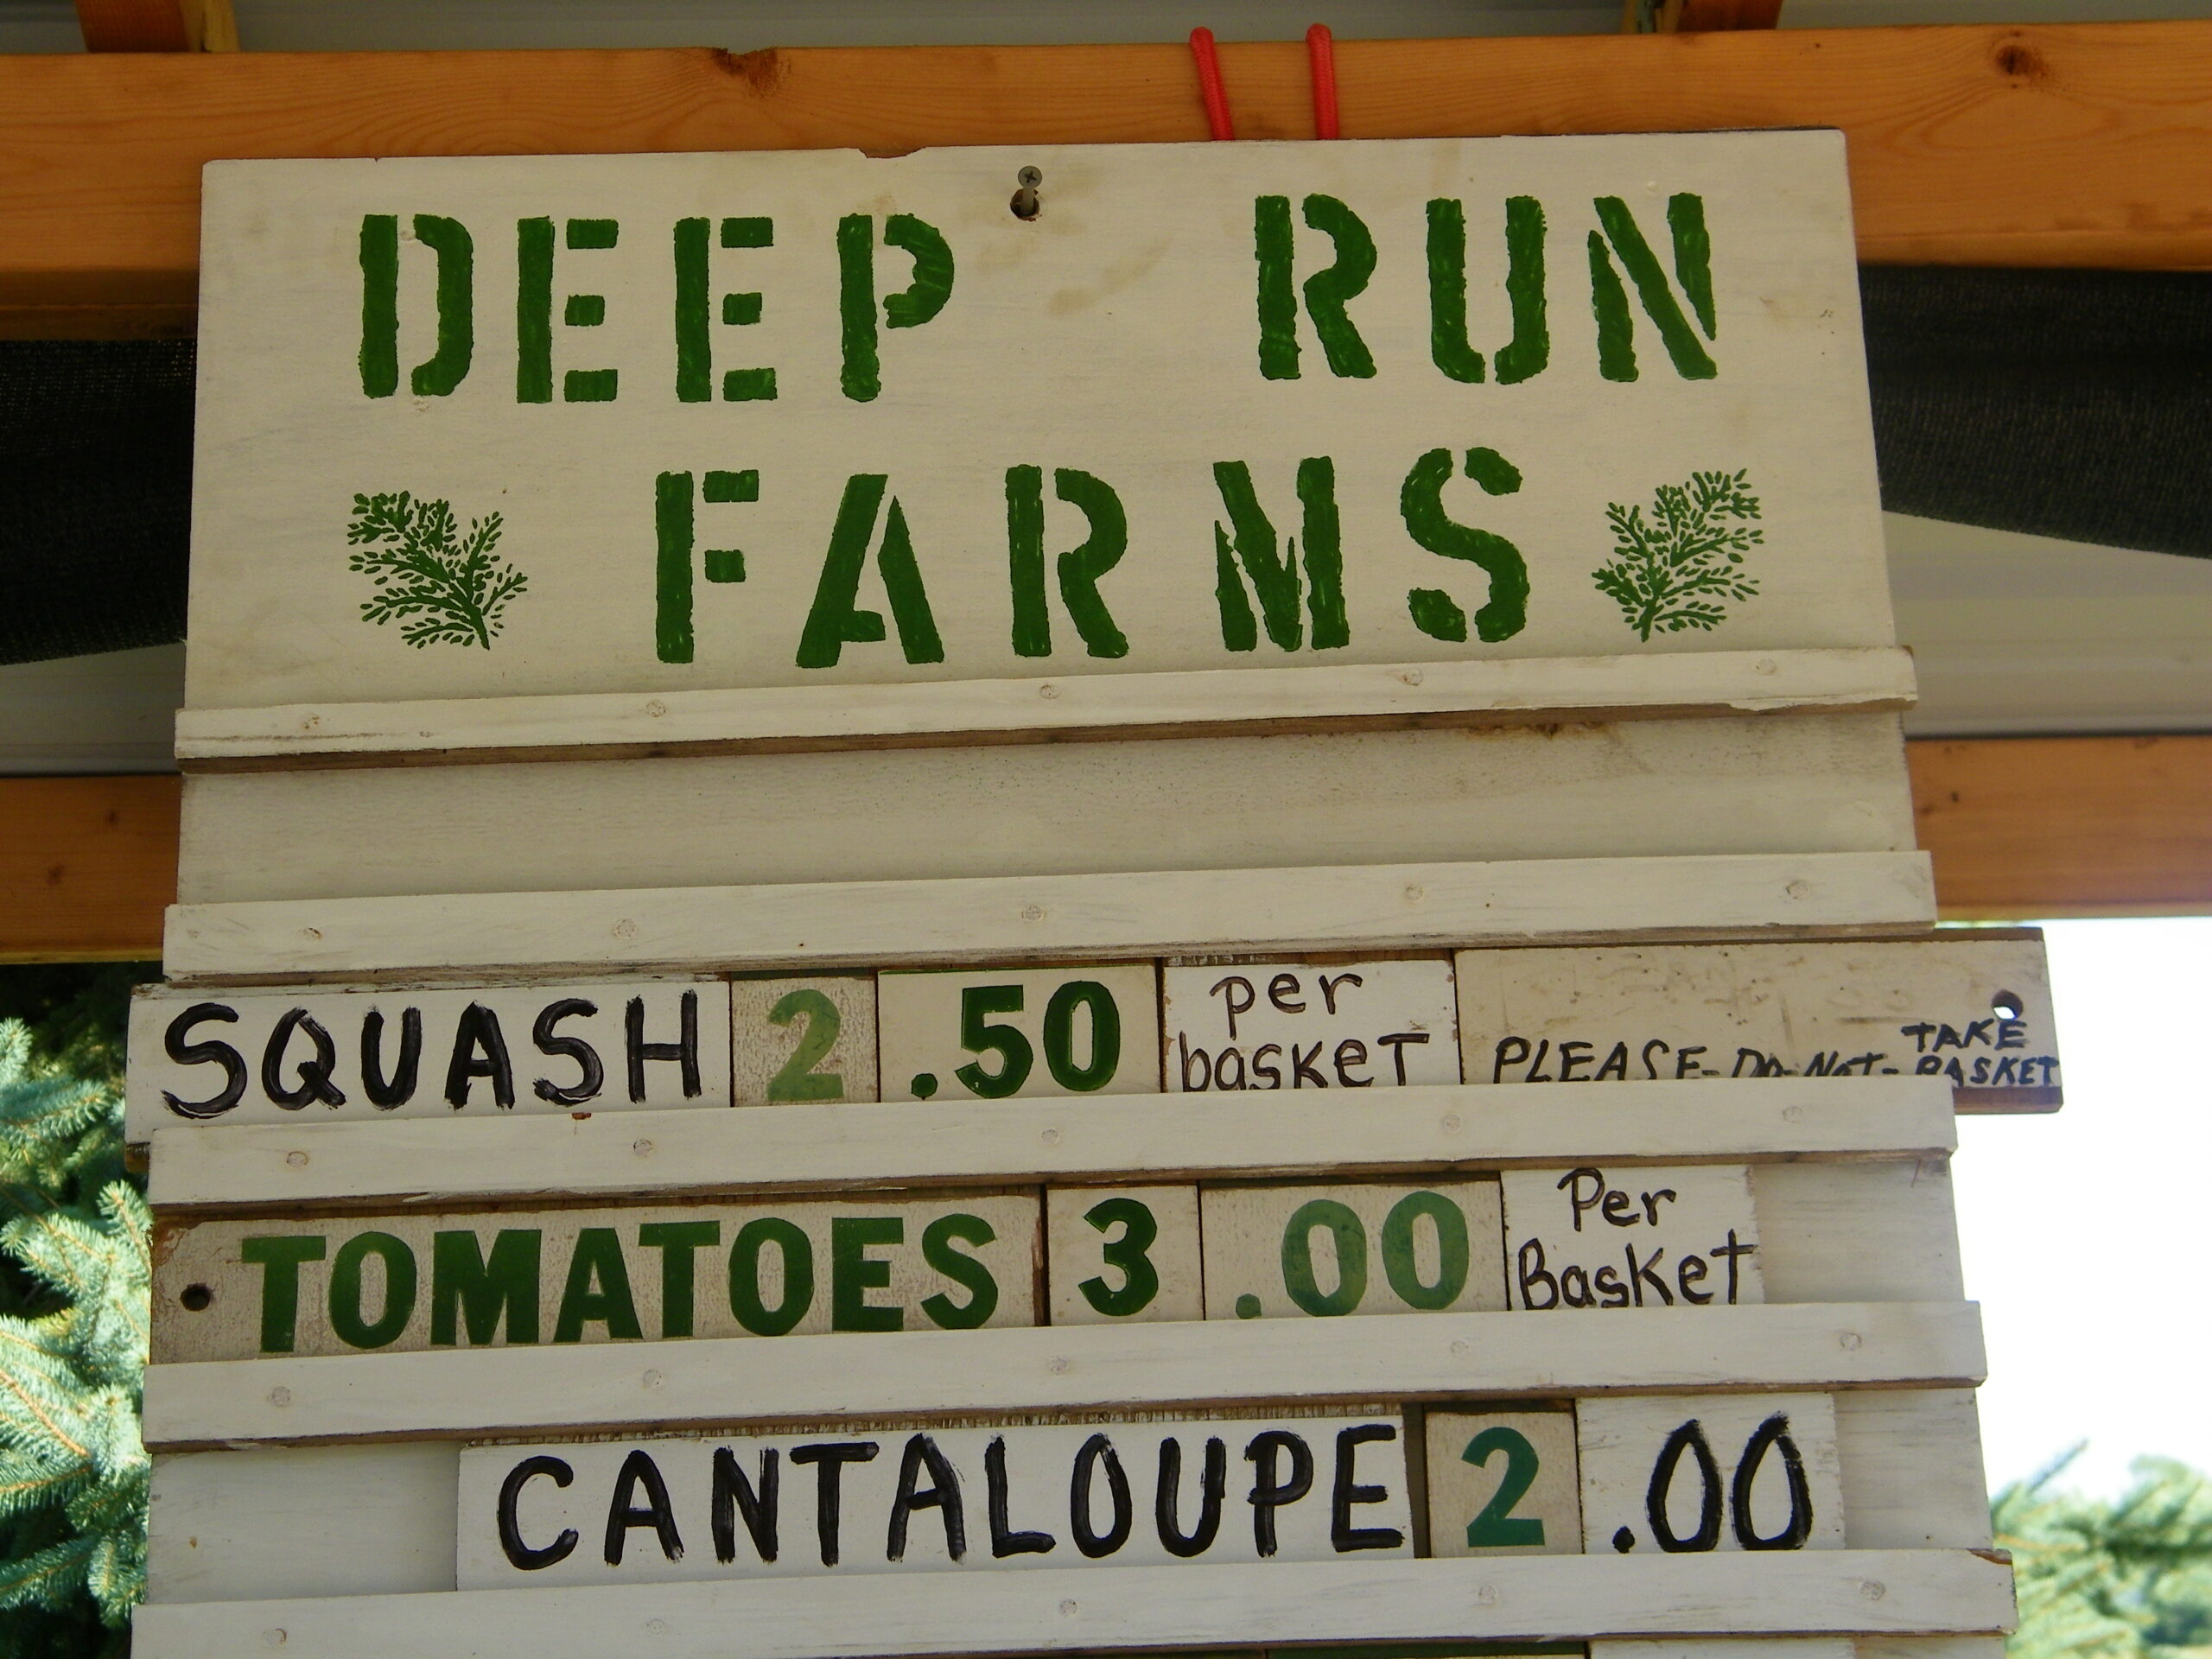 DEEP RUN
FARMS
SQUASH 2 .50 per basket PLEASE-DO-NOT- TAKE BASKET
TOMATOES 3 .00 Per Basket
CANTALOUPE 2 .00